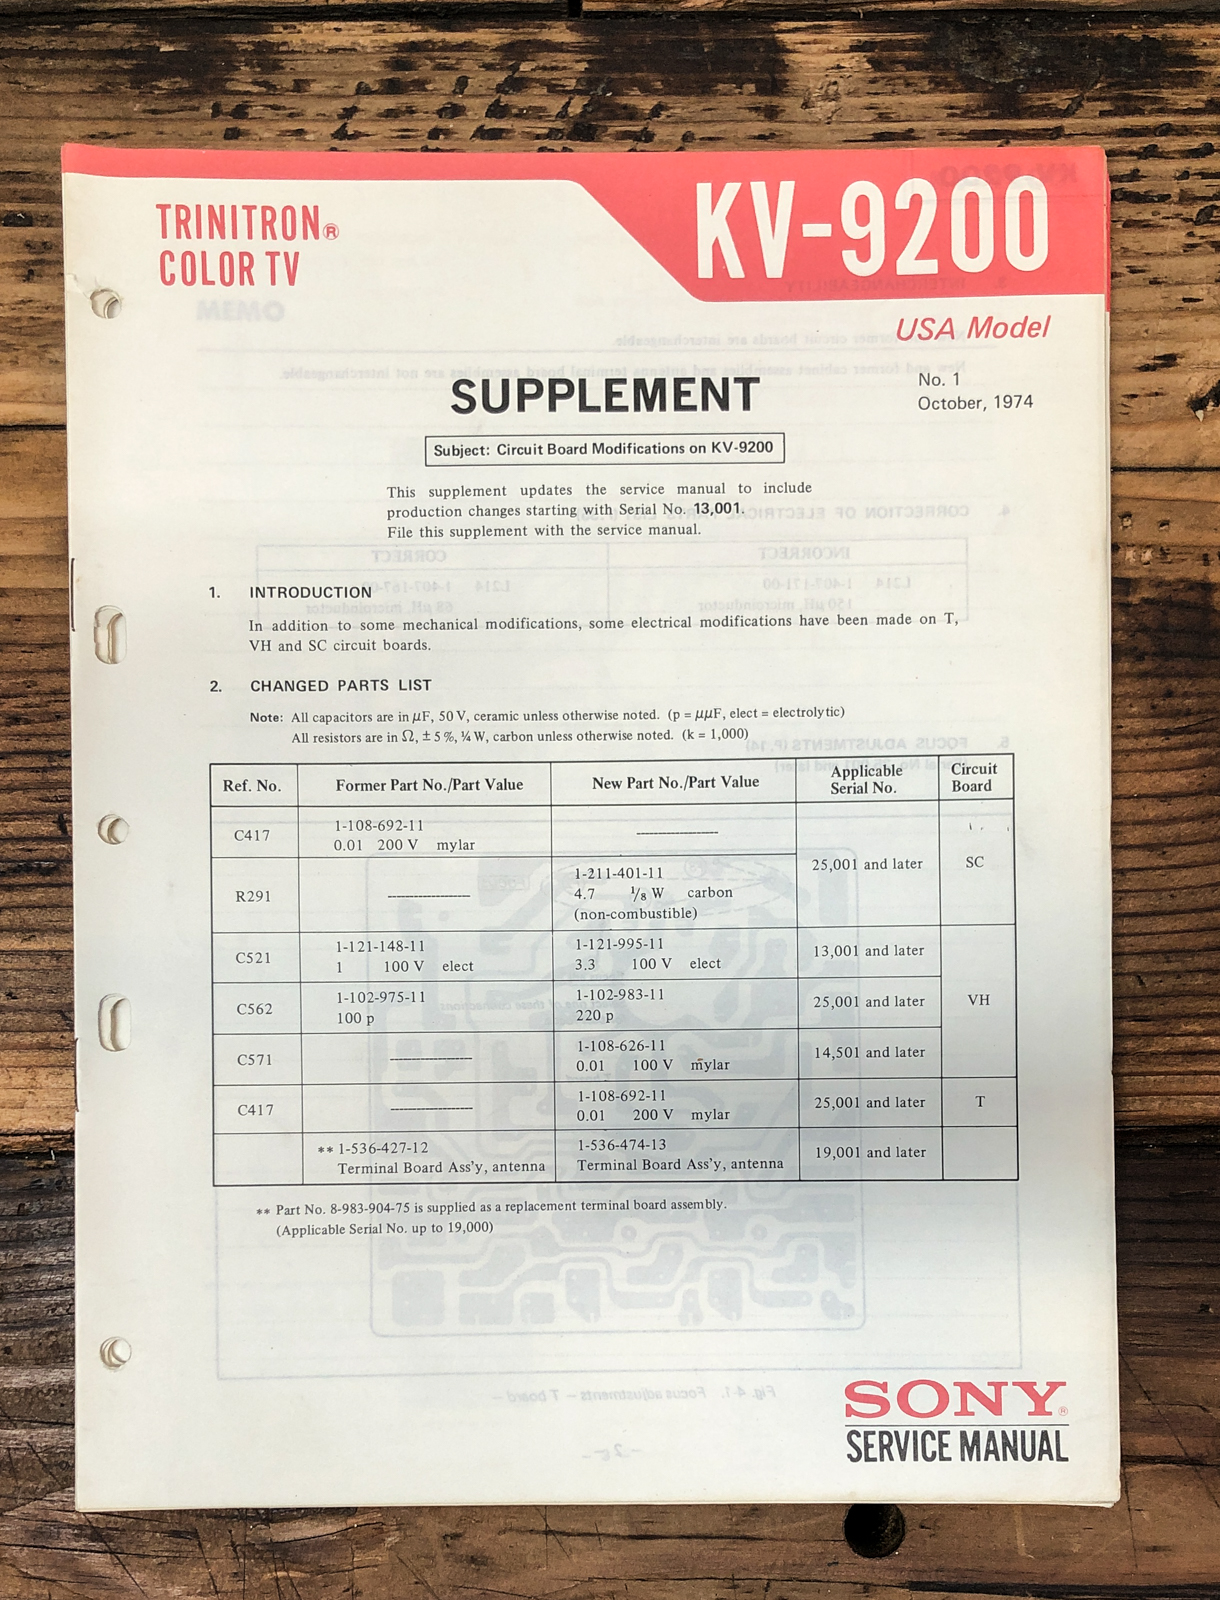 TRINITRON®
COLOR TV
KV-9200
USA Model
SUPPLEMENT
No. 1
October, 1974
Subject: Circuit Board Modifications on KV-9200
This supplement updates the service manual to include
production changes starting with Serial No. 13,001.
File this supplement with the service manual.
1. INTRODUCTION
In addition to some mechanical modifications, some electrical modifications have been made on T,
VH and SC circuit boards.
2. CHANGED PARTS LIST
Note: All capacitors are in μF, 50 V, ceramic unless otherwise noted. (p = μμF, elect = electrolytic)
All resistors are in Ω, ± 5 %, ¼ W, carbon unless otherwise noted. (k = 1,000)
Ref. No. Former Part No./Part Value New Part No./Part Value Applicable Serial No. Circuit Board
C417 1-108-692-11 ---------------
0.01 200 V mylar
25,001 and later SC
R291 --------------- 1-211-401-11
4.7 1/8 W carbon
(non-combustible)
C521 1-121-148-11 1-121-995-11 13,001 and later
1 100 V elect 3.3 100 V elect
C562 1-102-975-11 1-102-983-11 25,001 and later VH
100 p 220 p
C571 --------------- 1-108-626-11 14,501 and later
0.01 100 V mylar
C417 --------------- 1-108-692-11 25,001 and later T
0.01 200 V mylar
** 1-536-427-12 1-536-474-13 19,001 and later
Terminal Board Ass'y, antenna Terminal Board Ass'y, antenna
** Part No. 8-983-904-75 is supplied as a replacement terminal board assembly.
(Applicable Serial No. up to 19,000)
SONY®
SERVICE MANUAL